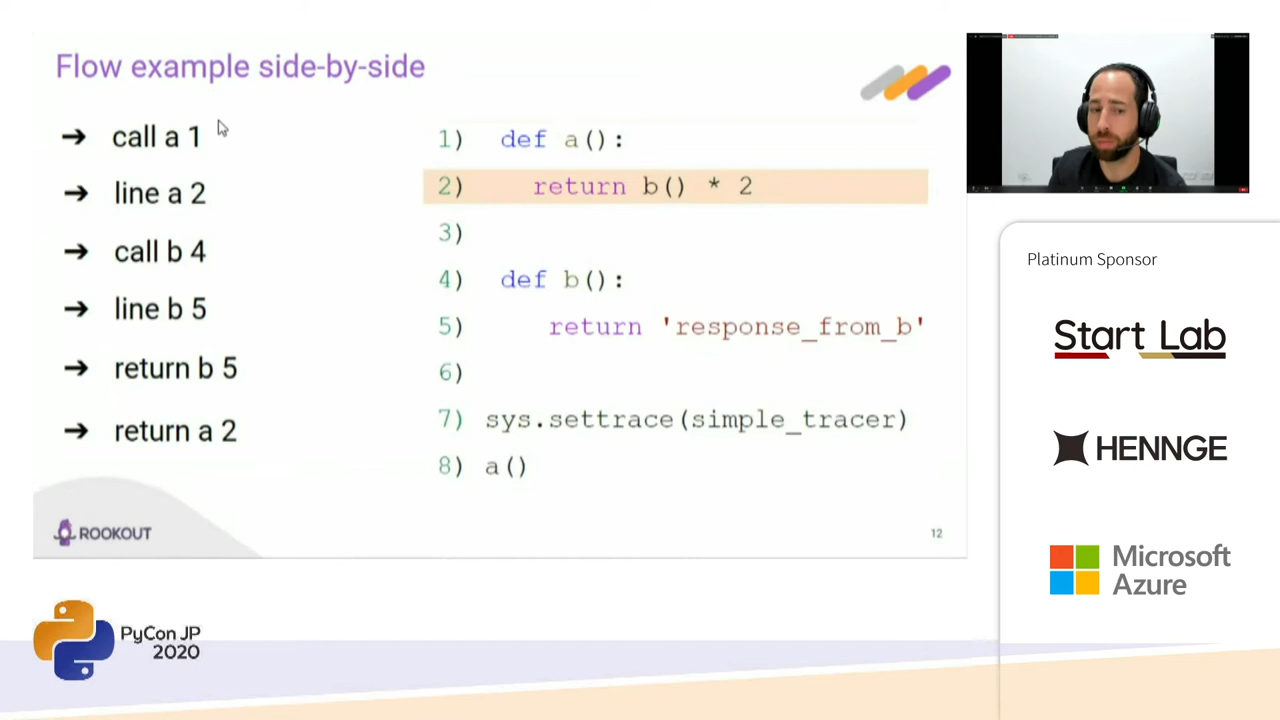 Flow example side-by-side
➔ call a 1
➔ line a 2
➔ call b 4
➔ line b 5
➔ return b 5
➔ return a 2
1) def a():
2) return b() * 2
3)
4) def b():
5) return 'response_from_b'
6)
7) sys.settrace(simple_tracer)
8) a()
ROOKOUT
12
Platinum Sponsor
Start Lab
HENNGE
Microsoft
Azure
PyCon JP
2020